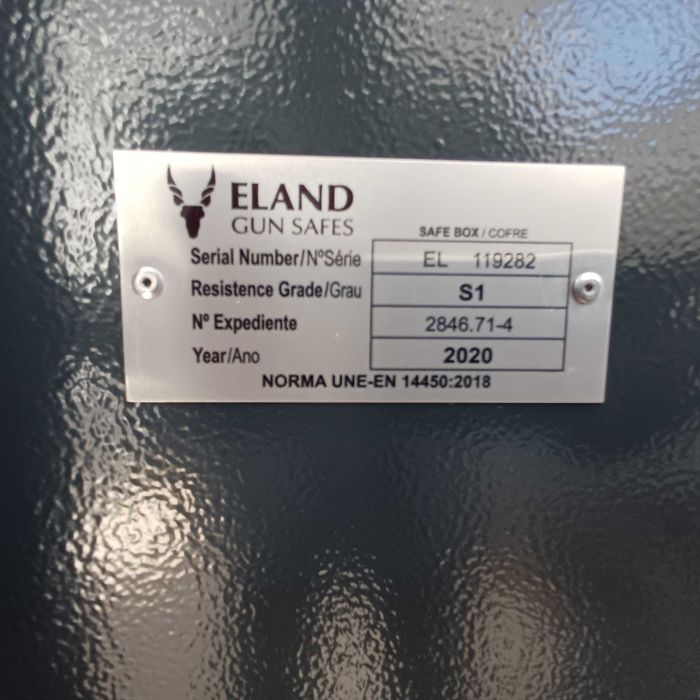 ELAND
GUN SAFES
SAFE BOX / COFRE
Serial Number/NºSérie EL 119282
Resistence Grade/Grau S1
Nº Expediente 2846.71-4
Year/Ano 2020
NORMA UNE-EN 14450:2018